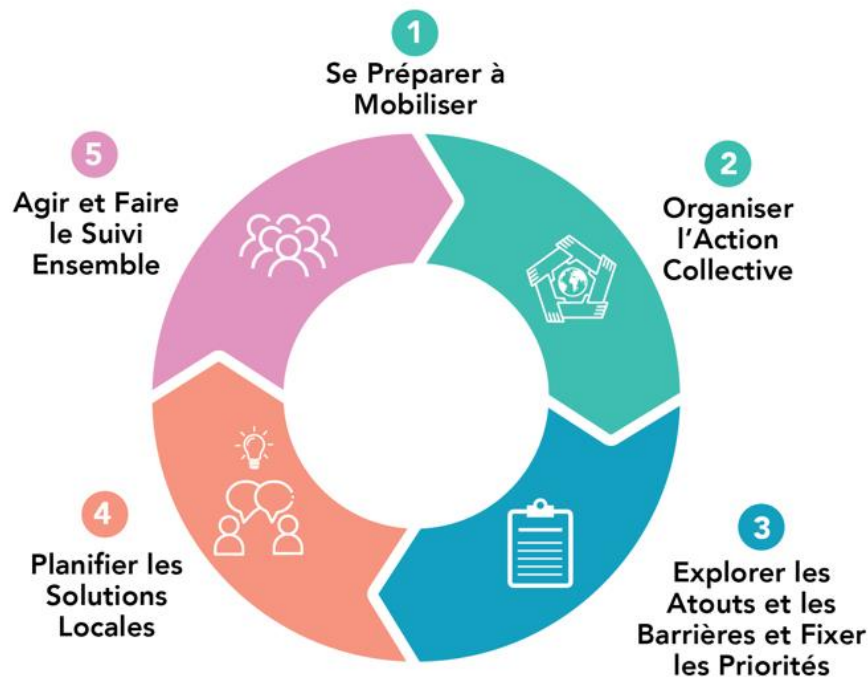 1
Se Préparer à
Mobiliser
2
Organiser
l’Action
Collective
3
Explorer les
Atouts et les
Barrières et Fixer
les Priorités
4
Planifier les
Solutions
Locales
5
Agir et Faire
le Suivi
Ensemble